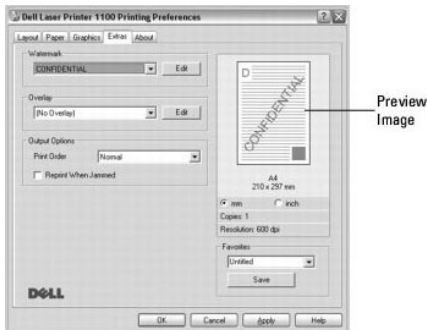 Dell Laser Printer 1100 Printing Preferences
Layout Paper Graphics Extras About
Watermark
CONFIDENTIAL
Edit
Overlay
(No Overlay)
Edit
Output Options
Print Order
Normal
Reprint When Jammed
D
CONFIDENTIAL
Preview
Image
A4
210 x 297 mm
mm
inch
Copies: 1
Resolution: 600 dpi
Favorites
Untitled
Save
DELL
OK Cancel Apply Help